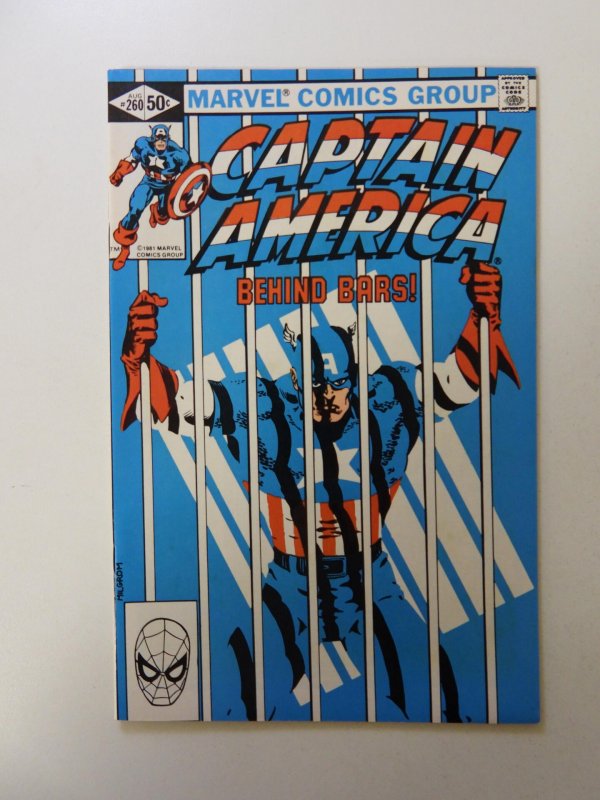 AUG
#260 50¢
MARVEL® COMICS GROUP
APPROVED
BY THE
COMICS
CODE
AUTHORITY
CAPTAIN
AMERICA®
TM
©1981 MARVEL
COMICS GROUP
BEHIND BARS!
A
MILGROM